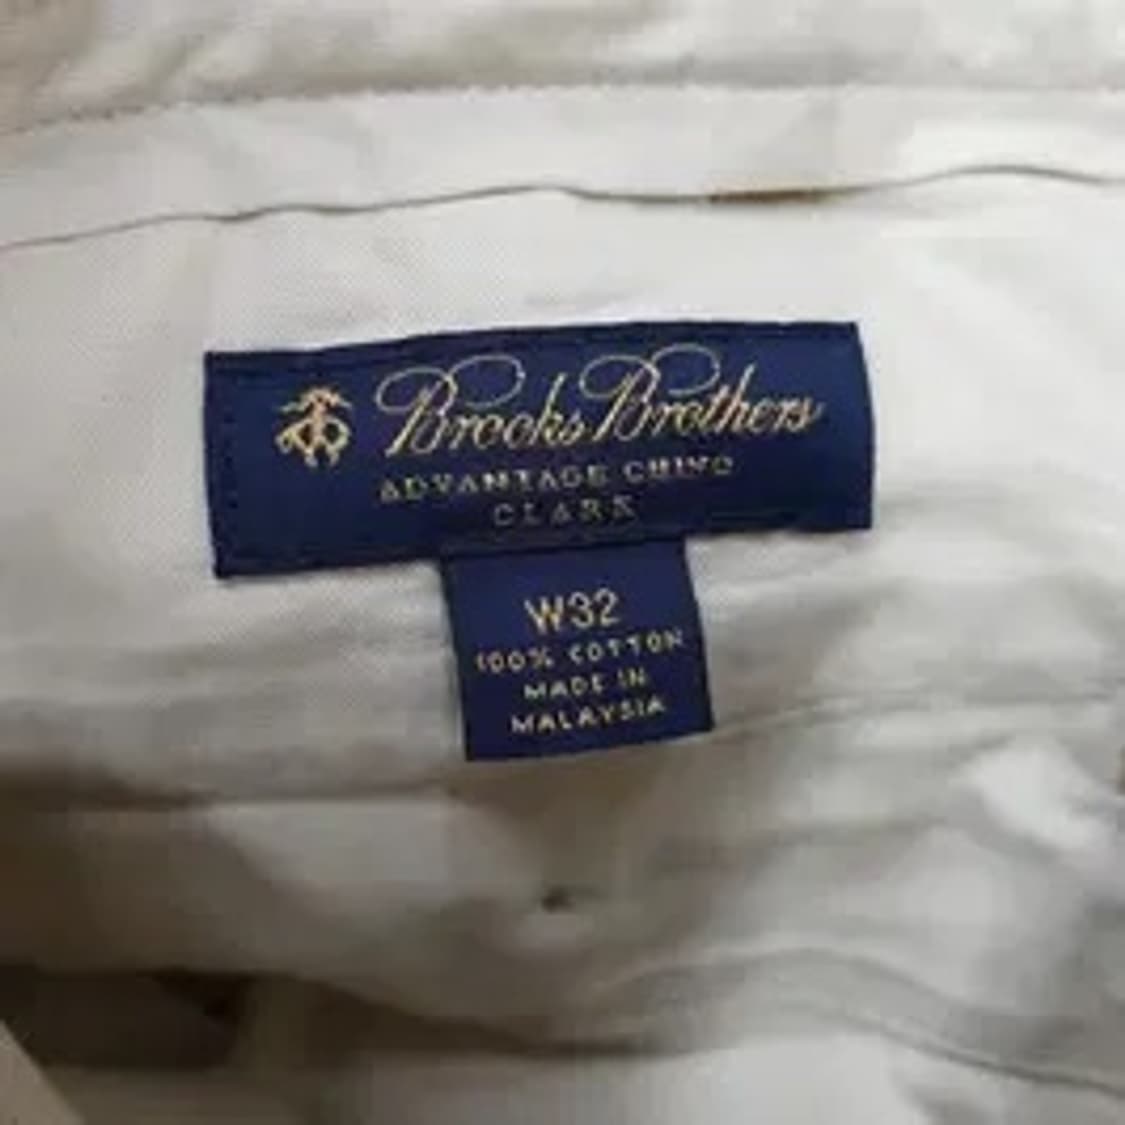 Brooks Brothers
ADVANTAGE CHINO
CLARK
W32
100% COTTON
MADE IN
MALAYSIA